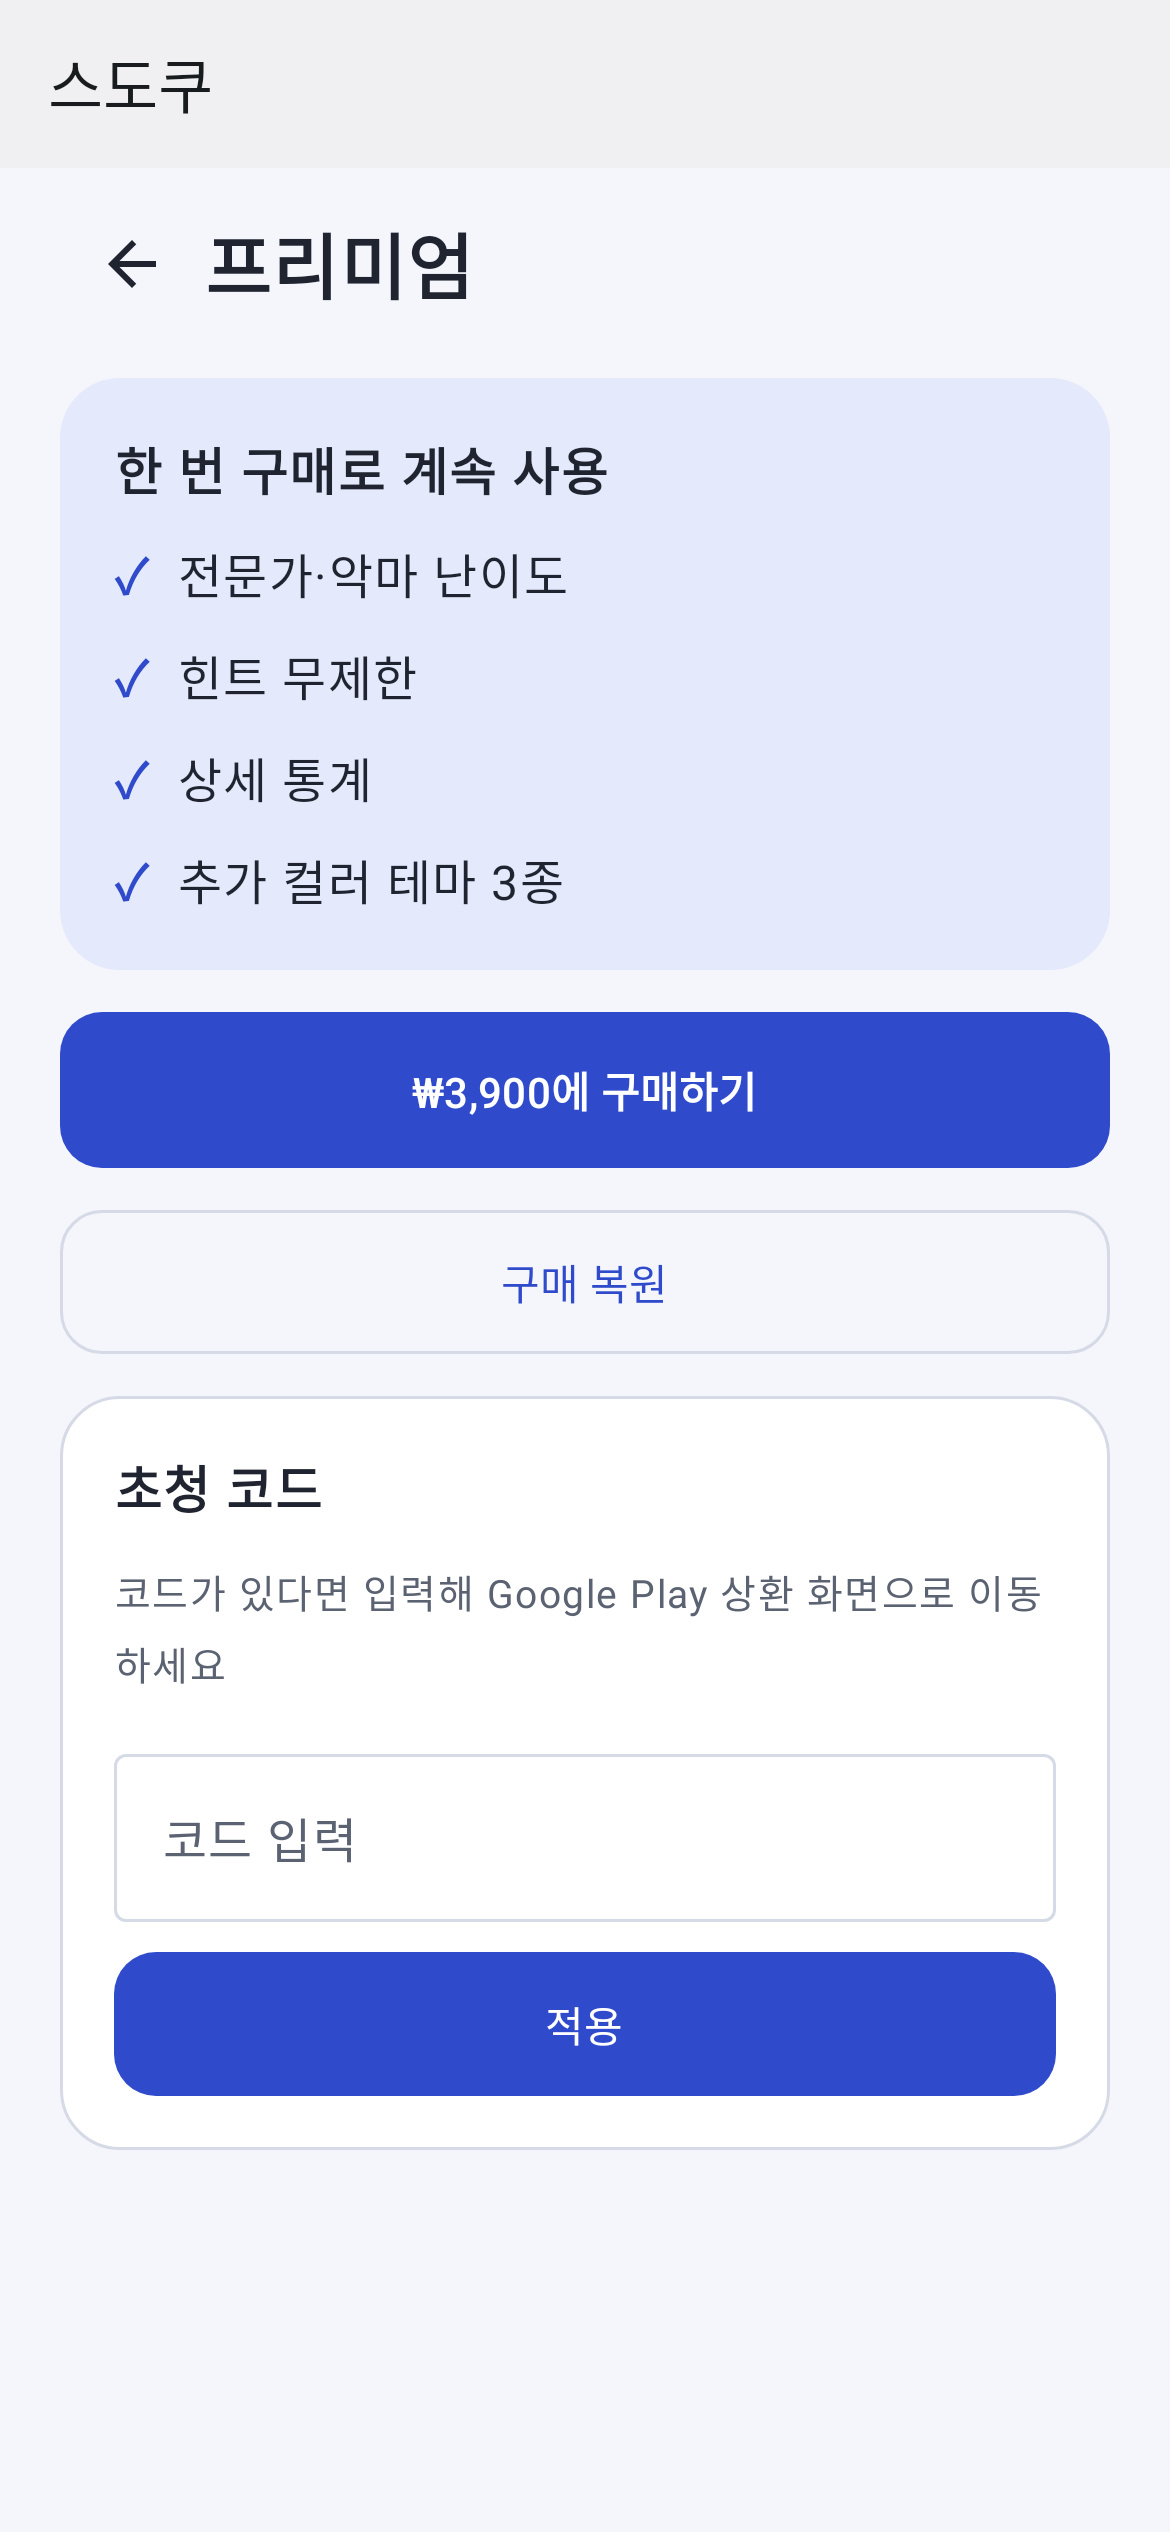 스도쿠
프리미엄
한 번 구매로 계속 사용
✓ 전문가·악마 난이도
✓ 힌트 무제한
✓ 상세 통계
✓ 추가 컬러 테마 3종
₩3,900에 구매하기
구매 복원
초청 코드
코드가 있다면 입력해 Google Play 상환 화면으로 이동
하세요
코드 입력
적용